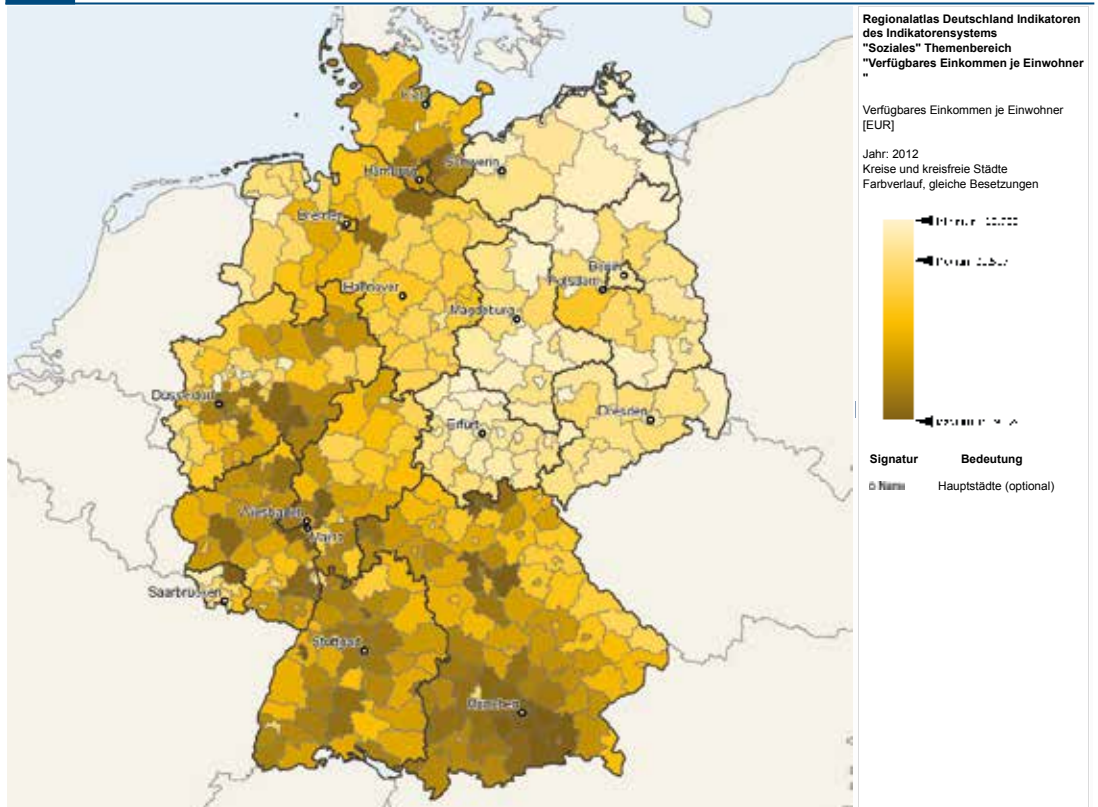 Regionalatlas Deutschland Indikatoren
des Indikatorensystems
"Soziales" Themenbereich
"Verfügbares Einkommen je Einwohner
"
Verfügbares Einkommen je Einwohner
[EUR]
Jahr: 2012
Kreise und kreisfreie Städte
Farbverlauf, gleiche Besetzungen
Signatur Bedeutung
Name Hauptstädte (optional)
Kiel
Schwerin
Hamburg
Bremen
Berlin
Potsdam
Hannover
Magdeburg
Düsseldorf
Dresden
Erfurt
Wiesbaden
Mainz
Saarbrücken
Stuttgart
München